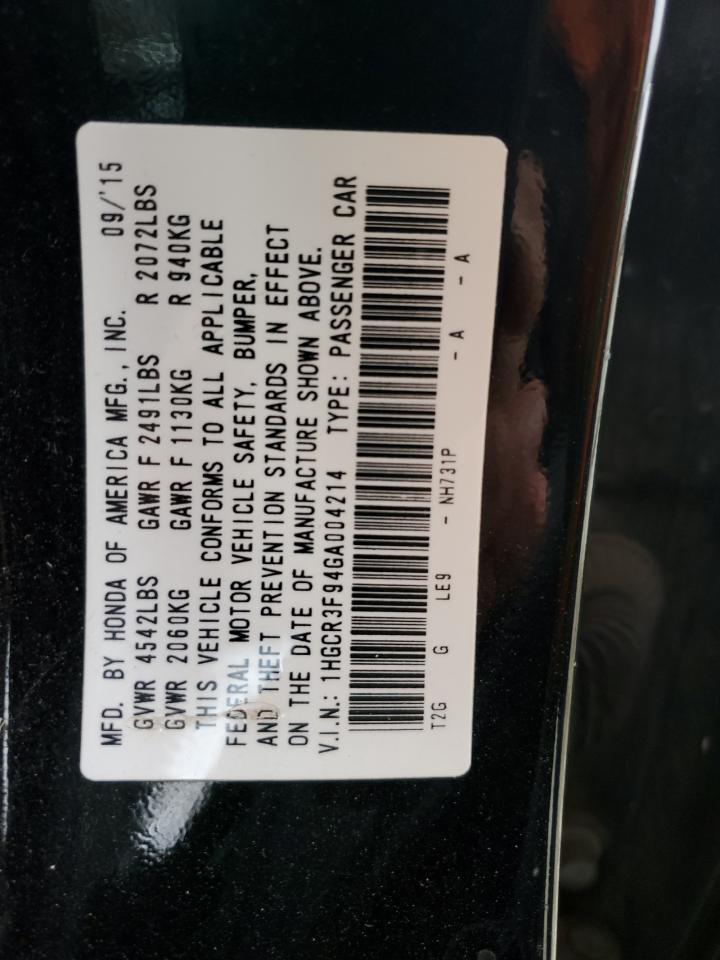 MFD. BY HONDA OF AMERICA MFG., INC. 09/'15
GVWR 4542LBS GAWR F 2491LBS R 2072LBS
GVWR 2060KG GAWR F 1130KG R 940KG
THIS VEHICLE CONFORMS TO ALL APPLICABLE
FEDERAL MOTOR VEHICLE SAFETY, BUMPER,
AND THEFT PREVENTION STANDARDS IN EFFECT
ON THE DATE OF MANUFACTURE SHOWN ABOVE.
V.I.N.: 1HGCR3F94GA004214 TYPE: PASSENGER CAR
T2G G LE9 - NH731P - A - A